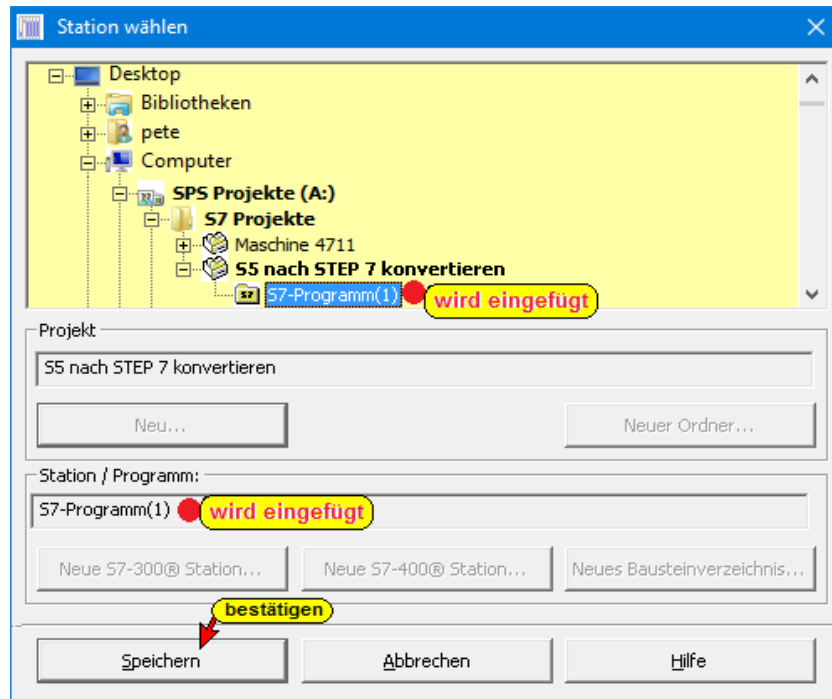 Station wählen
Desktop
Bibliotheken
pete
Computer
SPS Projekte (A:)
S7 Projekte
Maschine 4711
S5 nach STEP 7 konvertieren
S7-Programm(1) wird eingefügt
Projekt
S5 nach STEP 7 konvertieren
Neu... Neuer Ordner...
Station / Programm:
S7-Programm(1) wird eingefügt
Neue S7-300® Station... Neue S7-400® Station... Neues Bausteinverzeichnis...
bestätigen
Speichern Abbrechen Hilfe